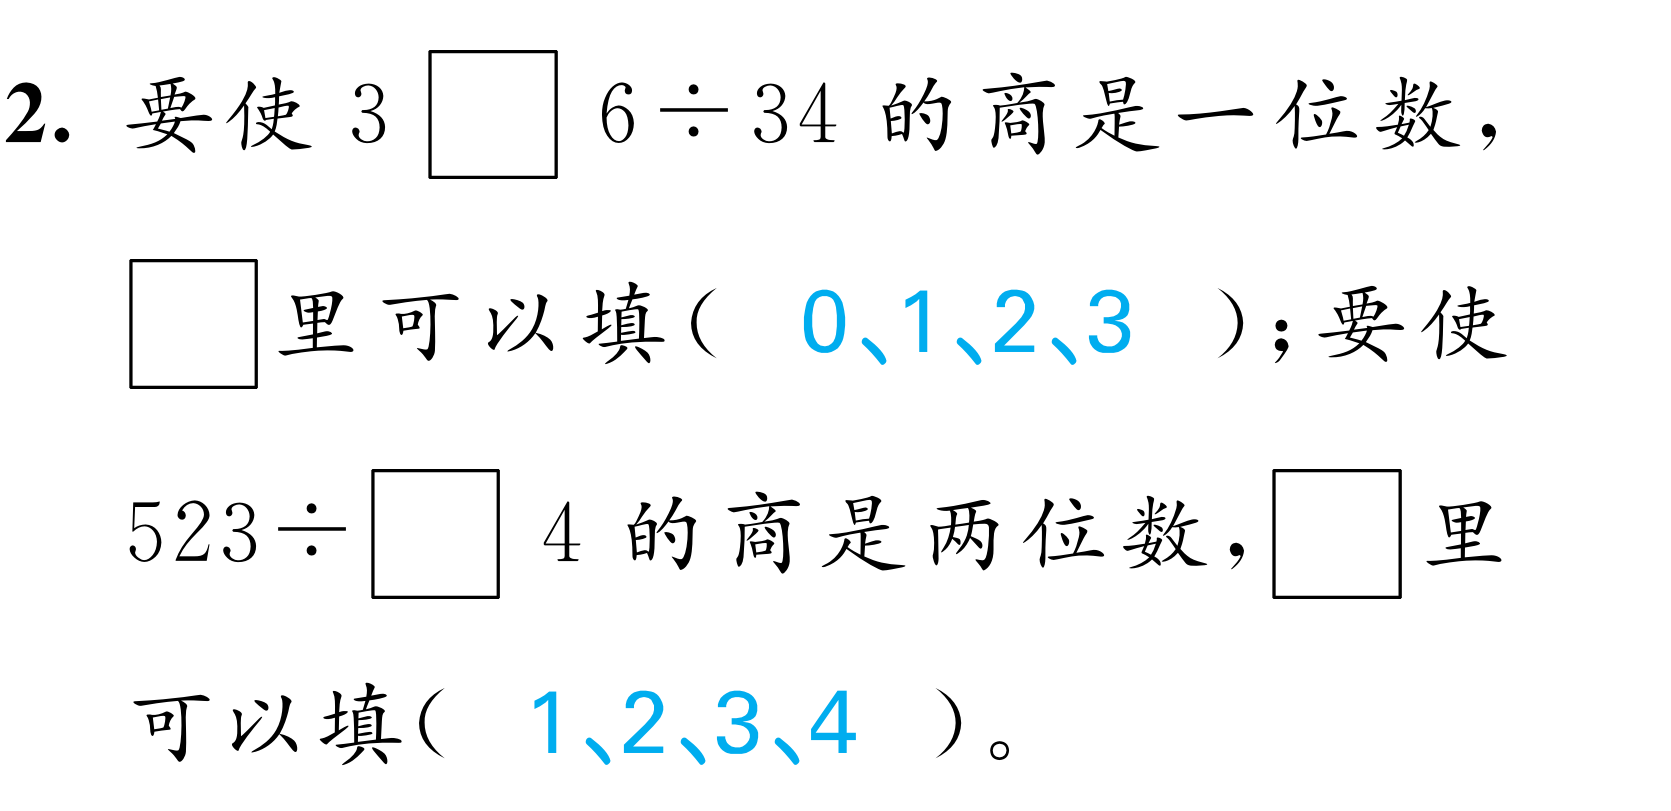 2. 要使 3□6÷34 的商是一位数，
□里可以填( 0、1、2、3 )；要使
523÷□4 的商是两位数，□里
可以填( 1、2、3、4 )。